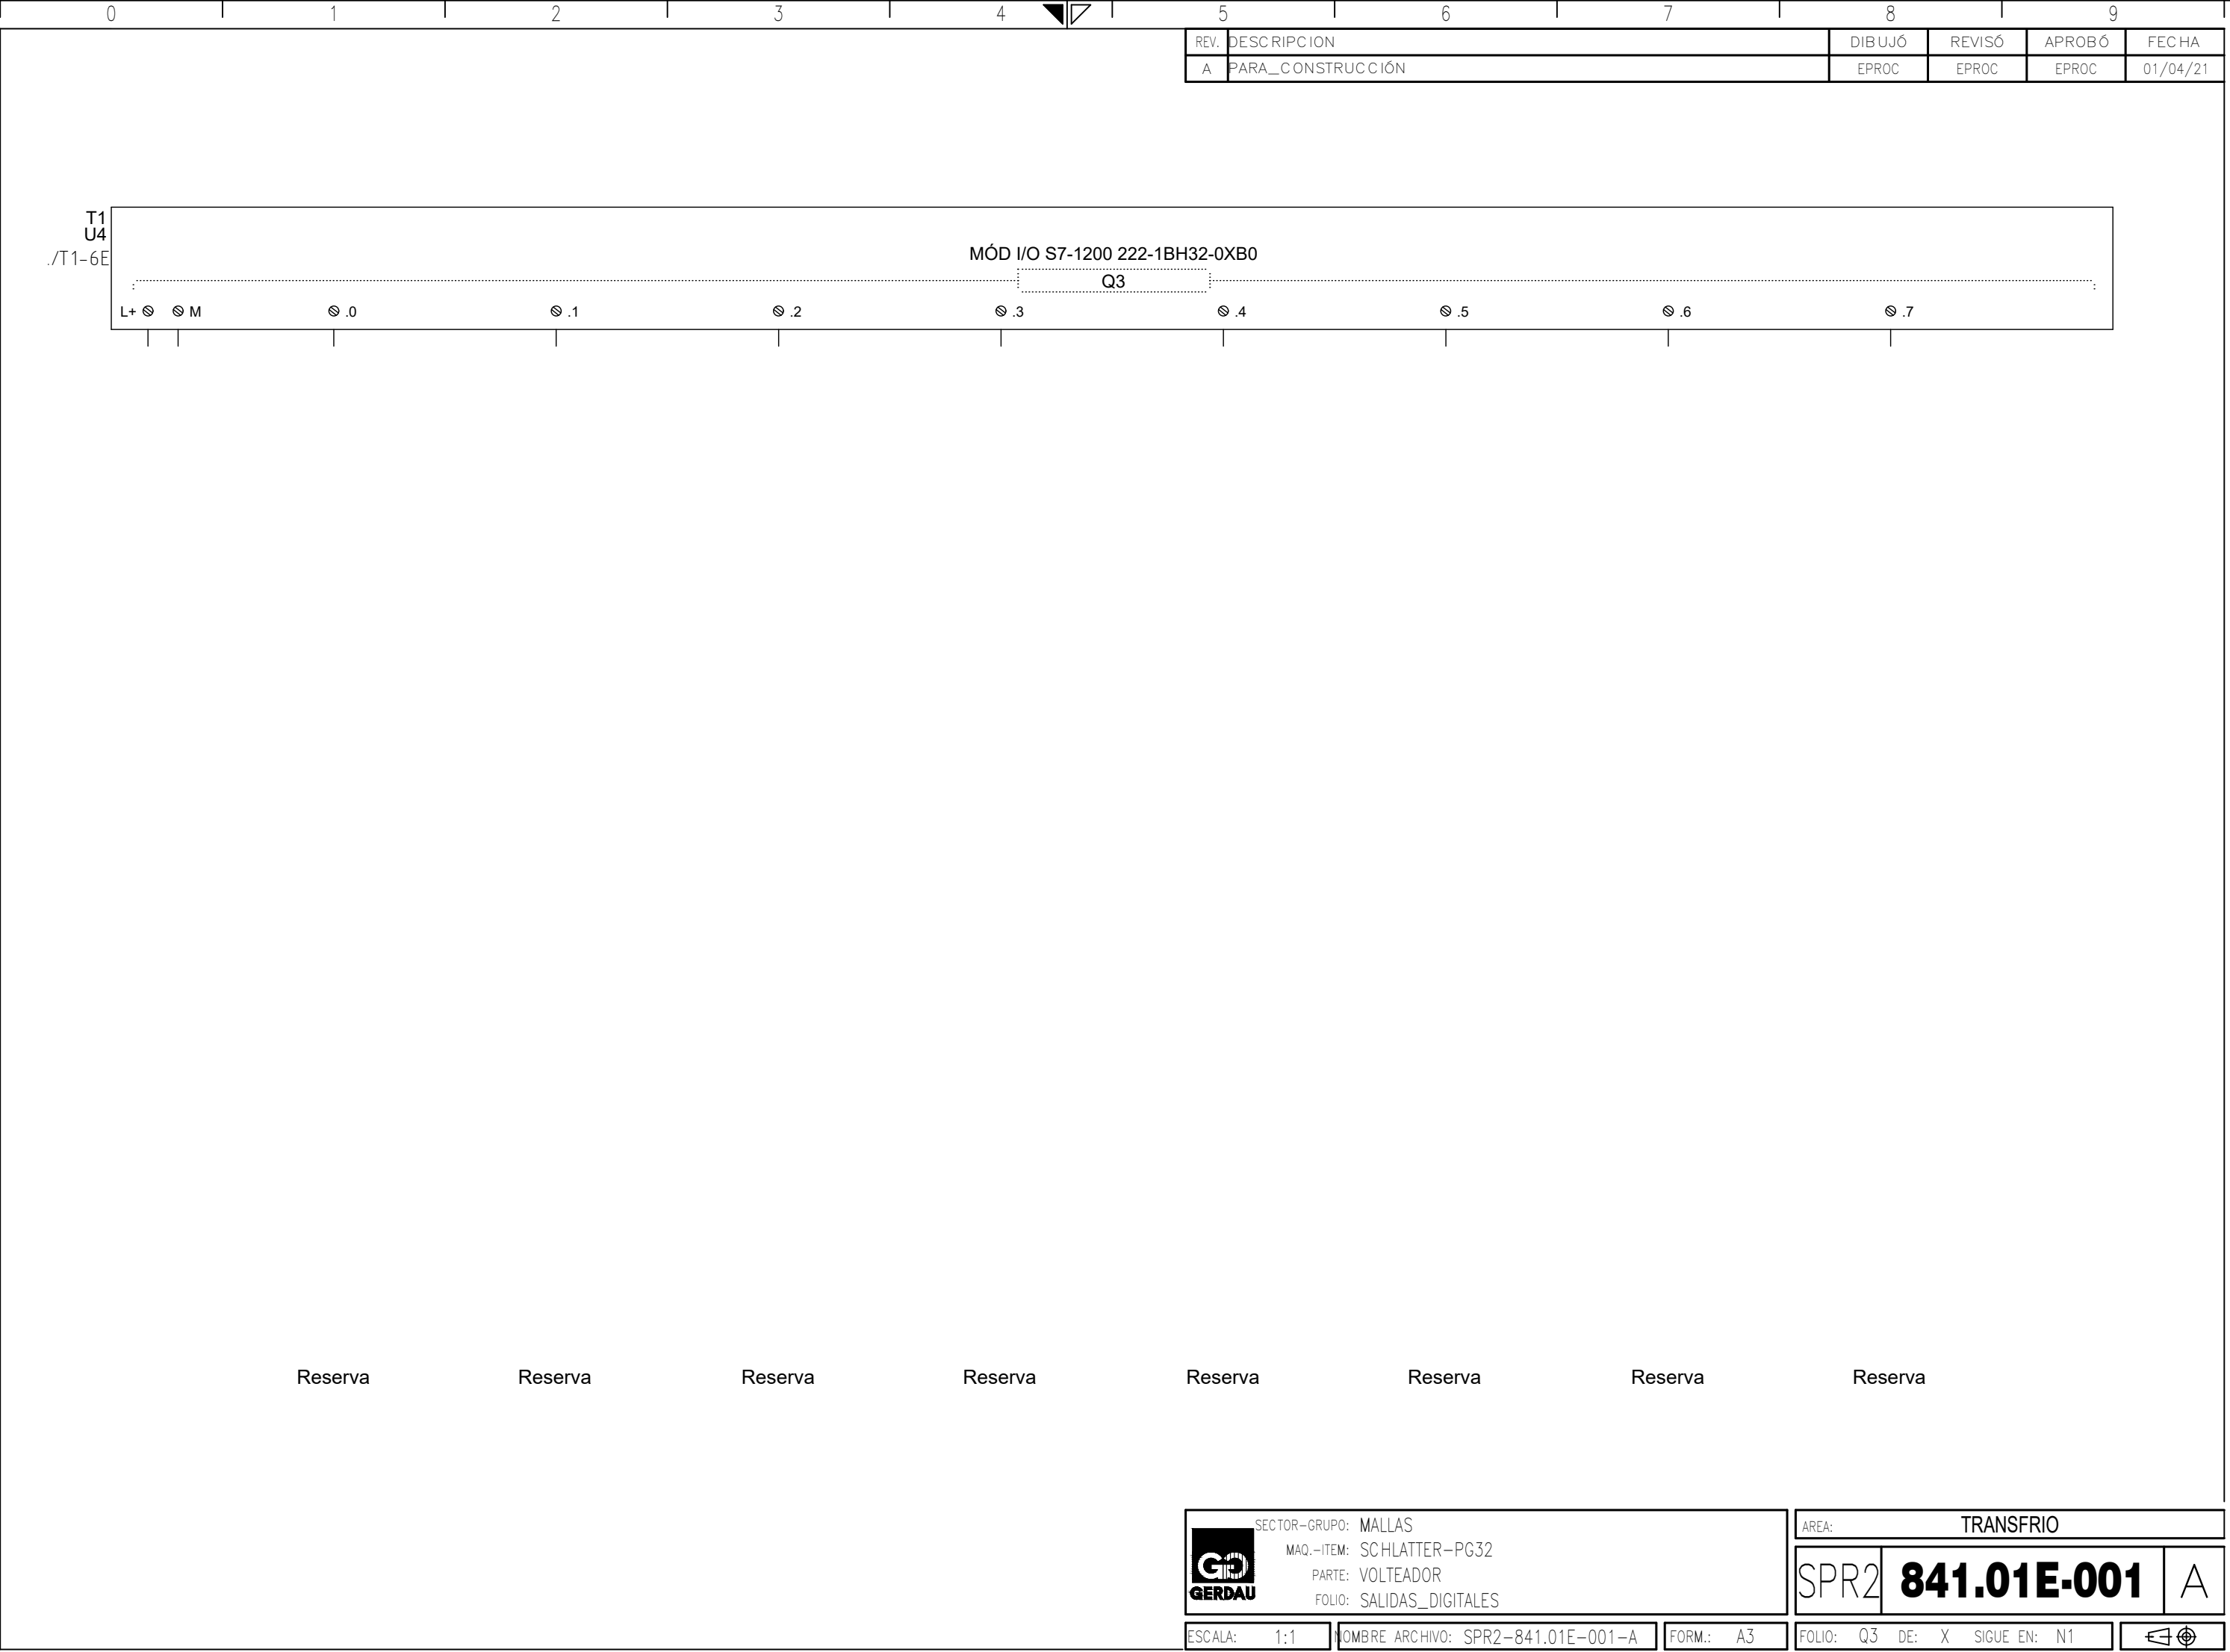 0 1 2 3 4 5 6 7 8 9
REV. DESCRIPCION DIBUJÓ REVISÓ APROBÓ FECHA
A PARA_CONSTRUCCIÓN EPROC EPROC EPROC 01/04/21
T1
U4
./T1-6E
MÓD I/O S7-1200 222-1BH32-0XB0
Q3
L+ M .0 .1 .2 .3 .4 .5 .6 .7
Reserva Reserva Reserva Reserva Reserva Reserva Reserva Reserva
SECTOR-GRUPO: MALLAS
MAQ.-ITEM: SCHLATTER-PG32
PARTE: VOLTEADOR
FOLIO: SALIDAS_DIGITALES
GERDAU
AREA: TRANSFRIO
SPR2 841.01E-001 A
ESCALA: 1:1 NOMBRE ARCHIVO: SPR2-841.01E-001-A FORM.: A3 FOLIO: Q3 DE: X SIGUE EN: N1